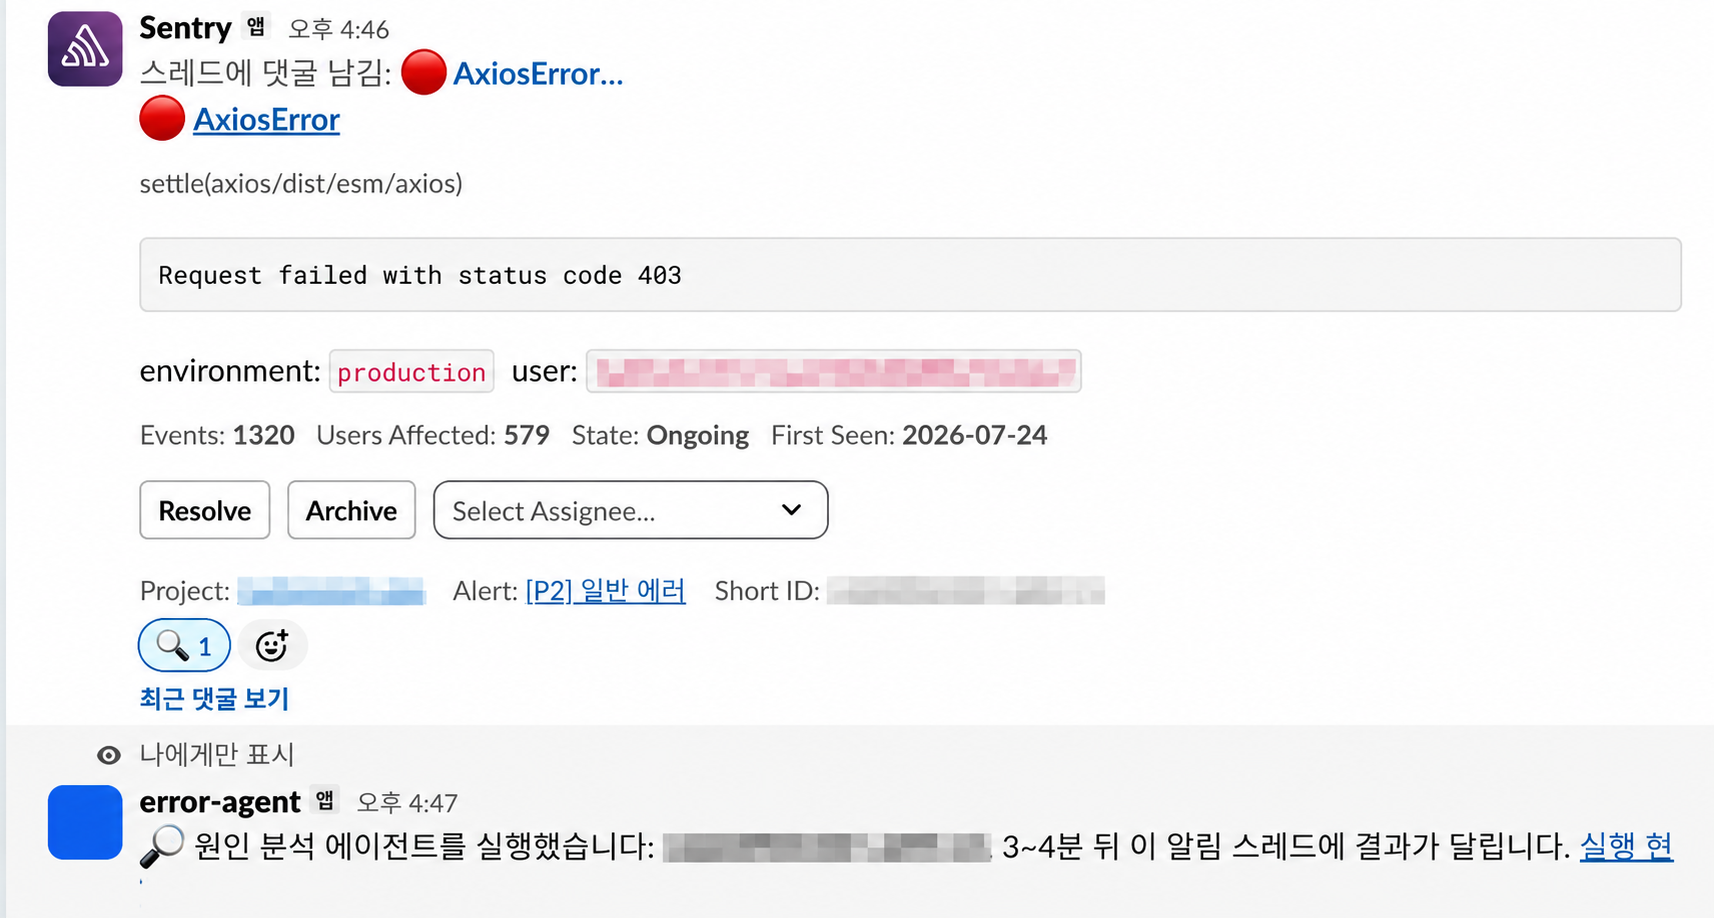 Sentry 앱 오후 4:46
스레드에 댓글 남김: AxiosError...
AxiosError
settle(axios/dist/esm/axios)
Request failed with status code 403
environment: production user:
Events: 1320 Users Affected: 579 State: Ongoing First Seen: 2026-07-24
Resolve Archive Select Assignee...
Project: Alert: [P2] 일반 에러 Short ID:
1
최근 댓글 보기
나에게만 표시
error-agent 앱 오후 4:47
원인 분석 에이전트를 실행했습니다: 3~4분 뒤 이 알림 스레드에 결과가 달립니다. 실행 현